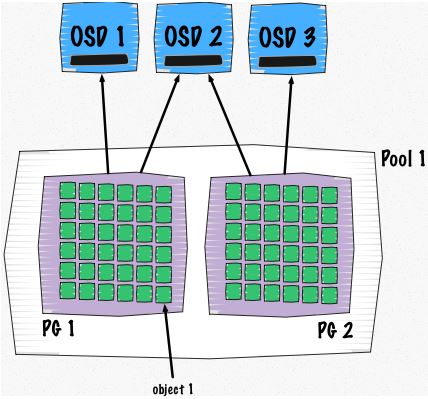 OSD 1
OSD 2
OSD 3
Pool 1
PG 1
PG 2
object 1